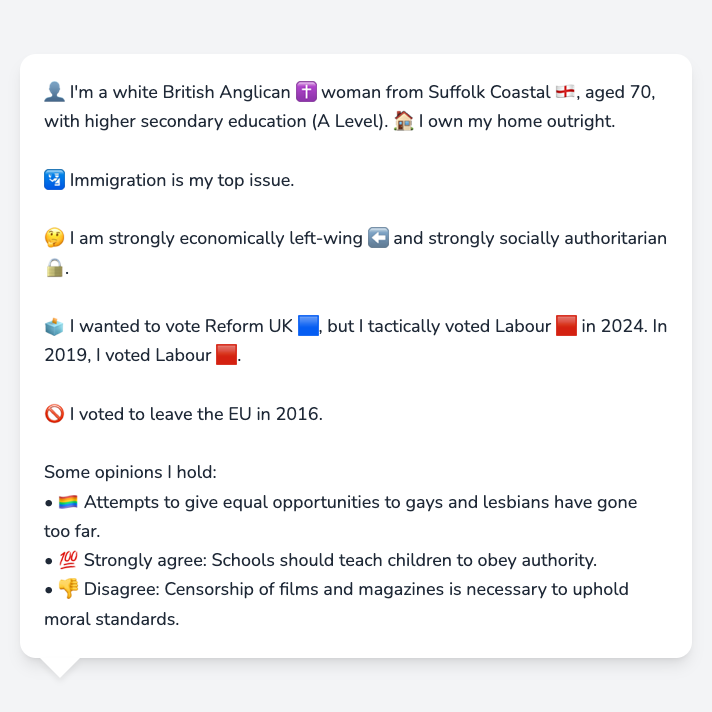 👤 I'm a white British Anglican ✝️ woman from Suffolk Coastal 🏴󠁧󠁢󠁥󠁮󠁧󠁿, aged 70,
with higher secondary education (A Level). 🏠 I own my home outright.
🛂 Immigration is my top issue.
🤔 I am strongly economically left-wing ⬅️ and strongly socially authoritarian
🔒.
🗳️ I wanted to vote Reform UK 🟦, but I tactically voted Labour 🟥 in 2024. In
2019, I voted Labour 🟥.
🚫 I voted to leave the EU in 2016.
Some opinions I hold:
• 🏳️‍🌈 Attempts to give equal opportunities to gays and lesbians have gone
too far.
• 💯 Strongly agree: Schools should teach children to obey authority.
• 👎 Disagree: Censorship of films and magazines is necessary to uphold
moral standards.